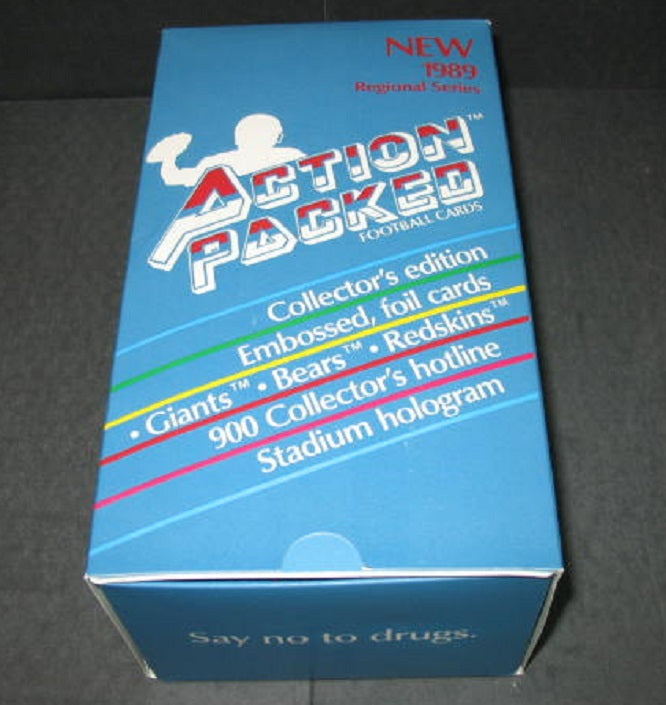 NEW
1989
Regional Series
ACTION™
PACKED
FOOTBALL CARDS
Collector's edition
Embossed, foil cards
• Giants™ • Bears™ • Redskins™
900 Collector's hotline
Stadium hologram
Say no to drugs.